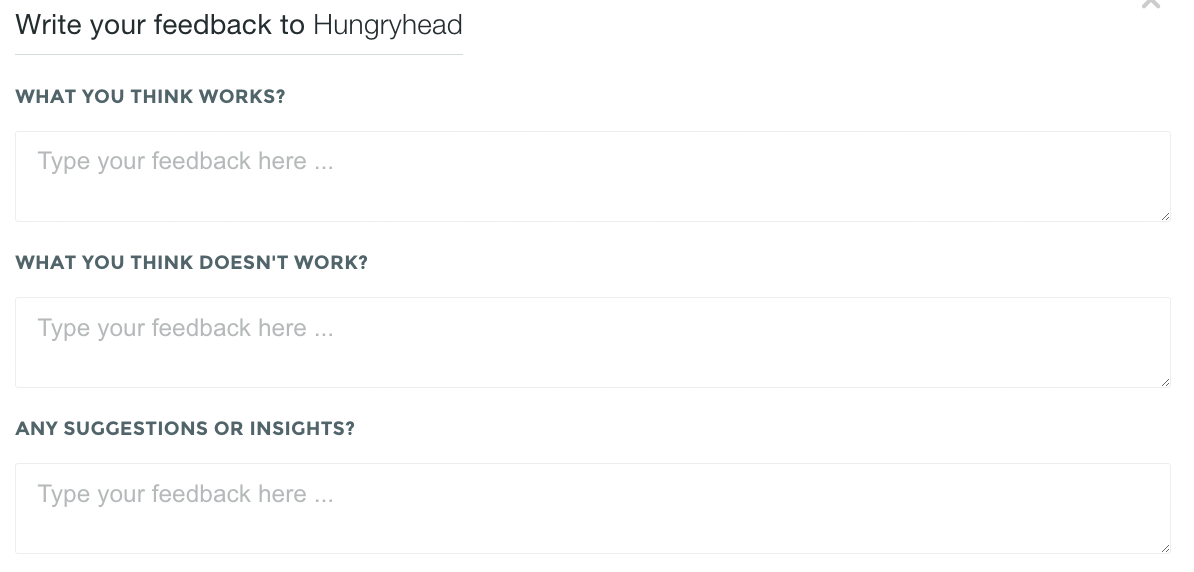 Write your feedback to Hungryhead
WHAT YOU THINK WORKS?
Type your feedback here ...
WHAT YOU THINK DOESN'T WORK?
Type your feedback here ...
ANY SUGGESTIONS OR INSIGHTS?
Type your feedback here ...